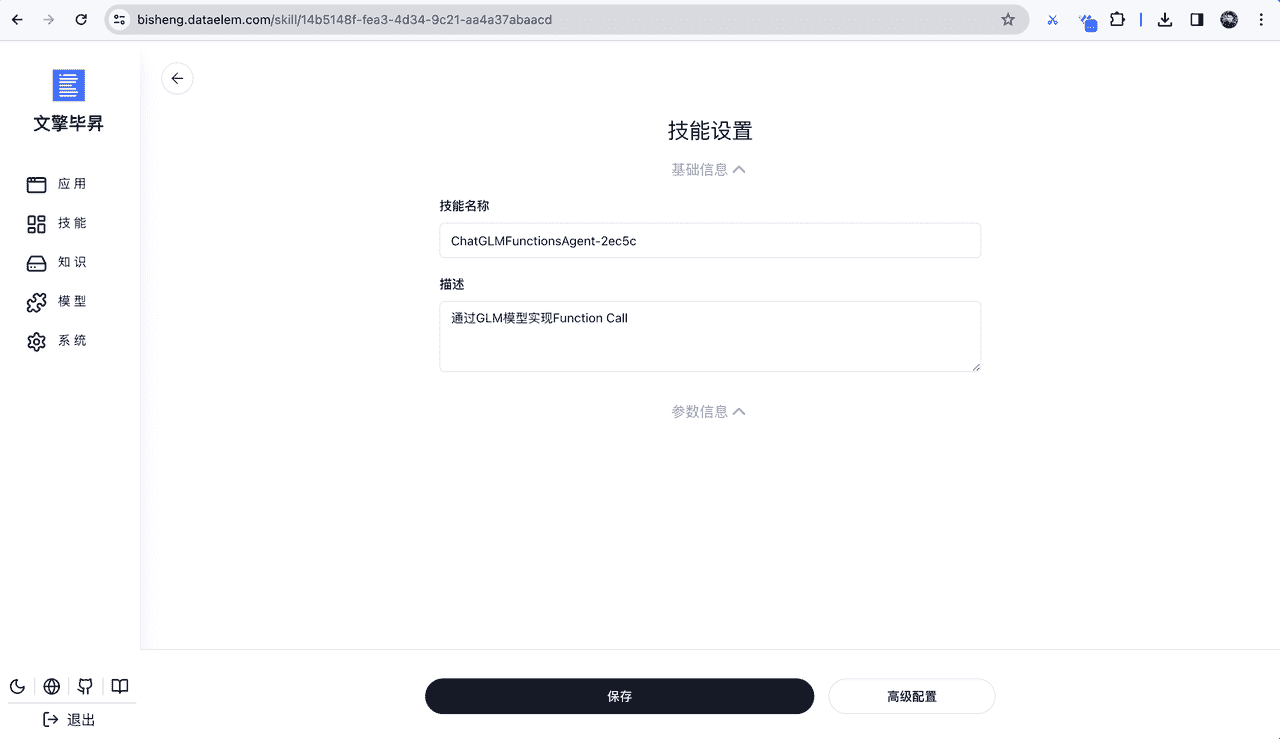 bisheng.dataelem.com/skill/14b5148f-fea3-4d34-9c21-aa4a37abaacd
文擎毕昇
应用
技能
知识
模型
系统
退出
技能设置
基础信息
技能名称
ChatGLMFunctionsAgent-2ec5c
描述
通过GLM模型实现Function Call
参数信息
保存
高级配置